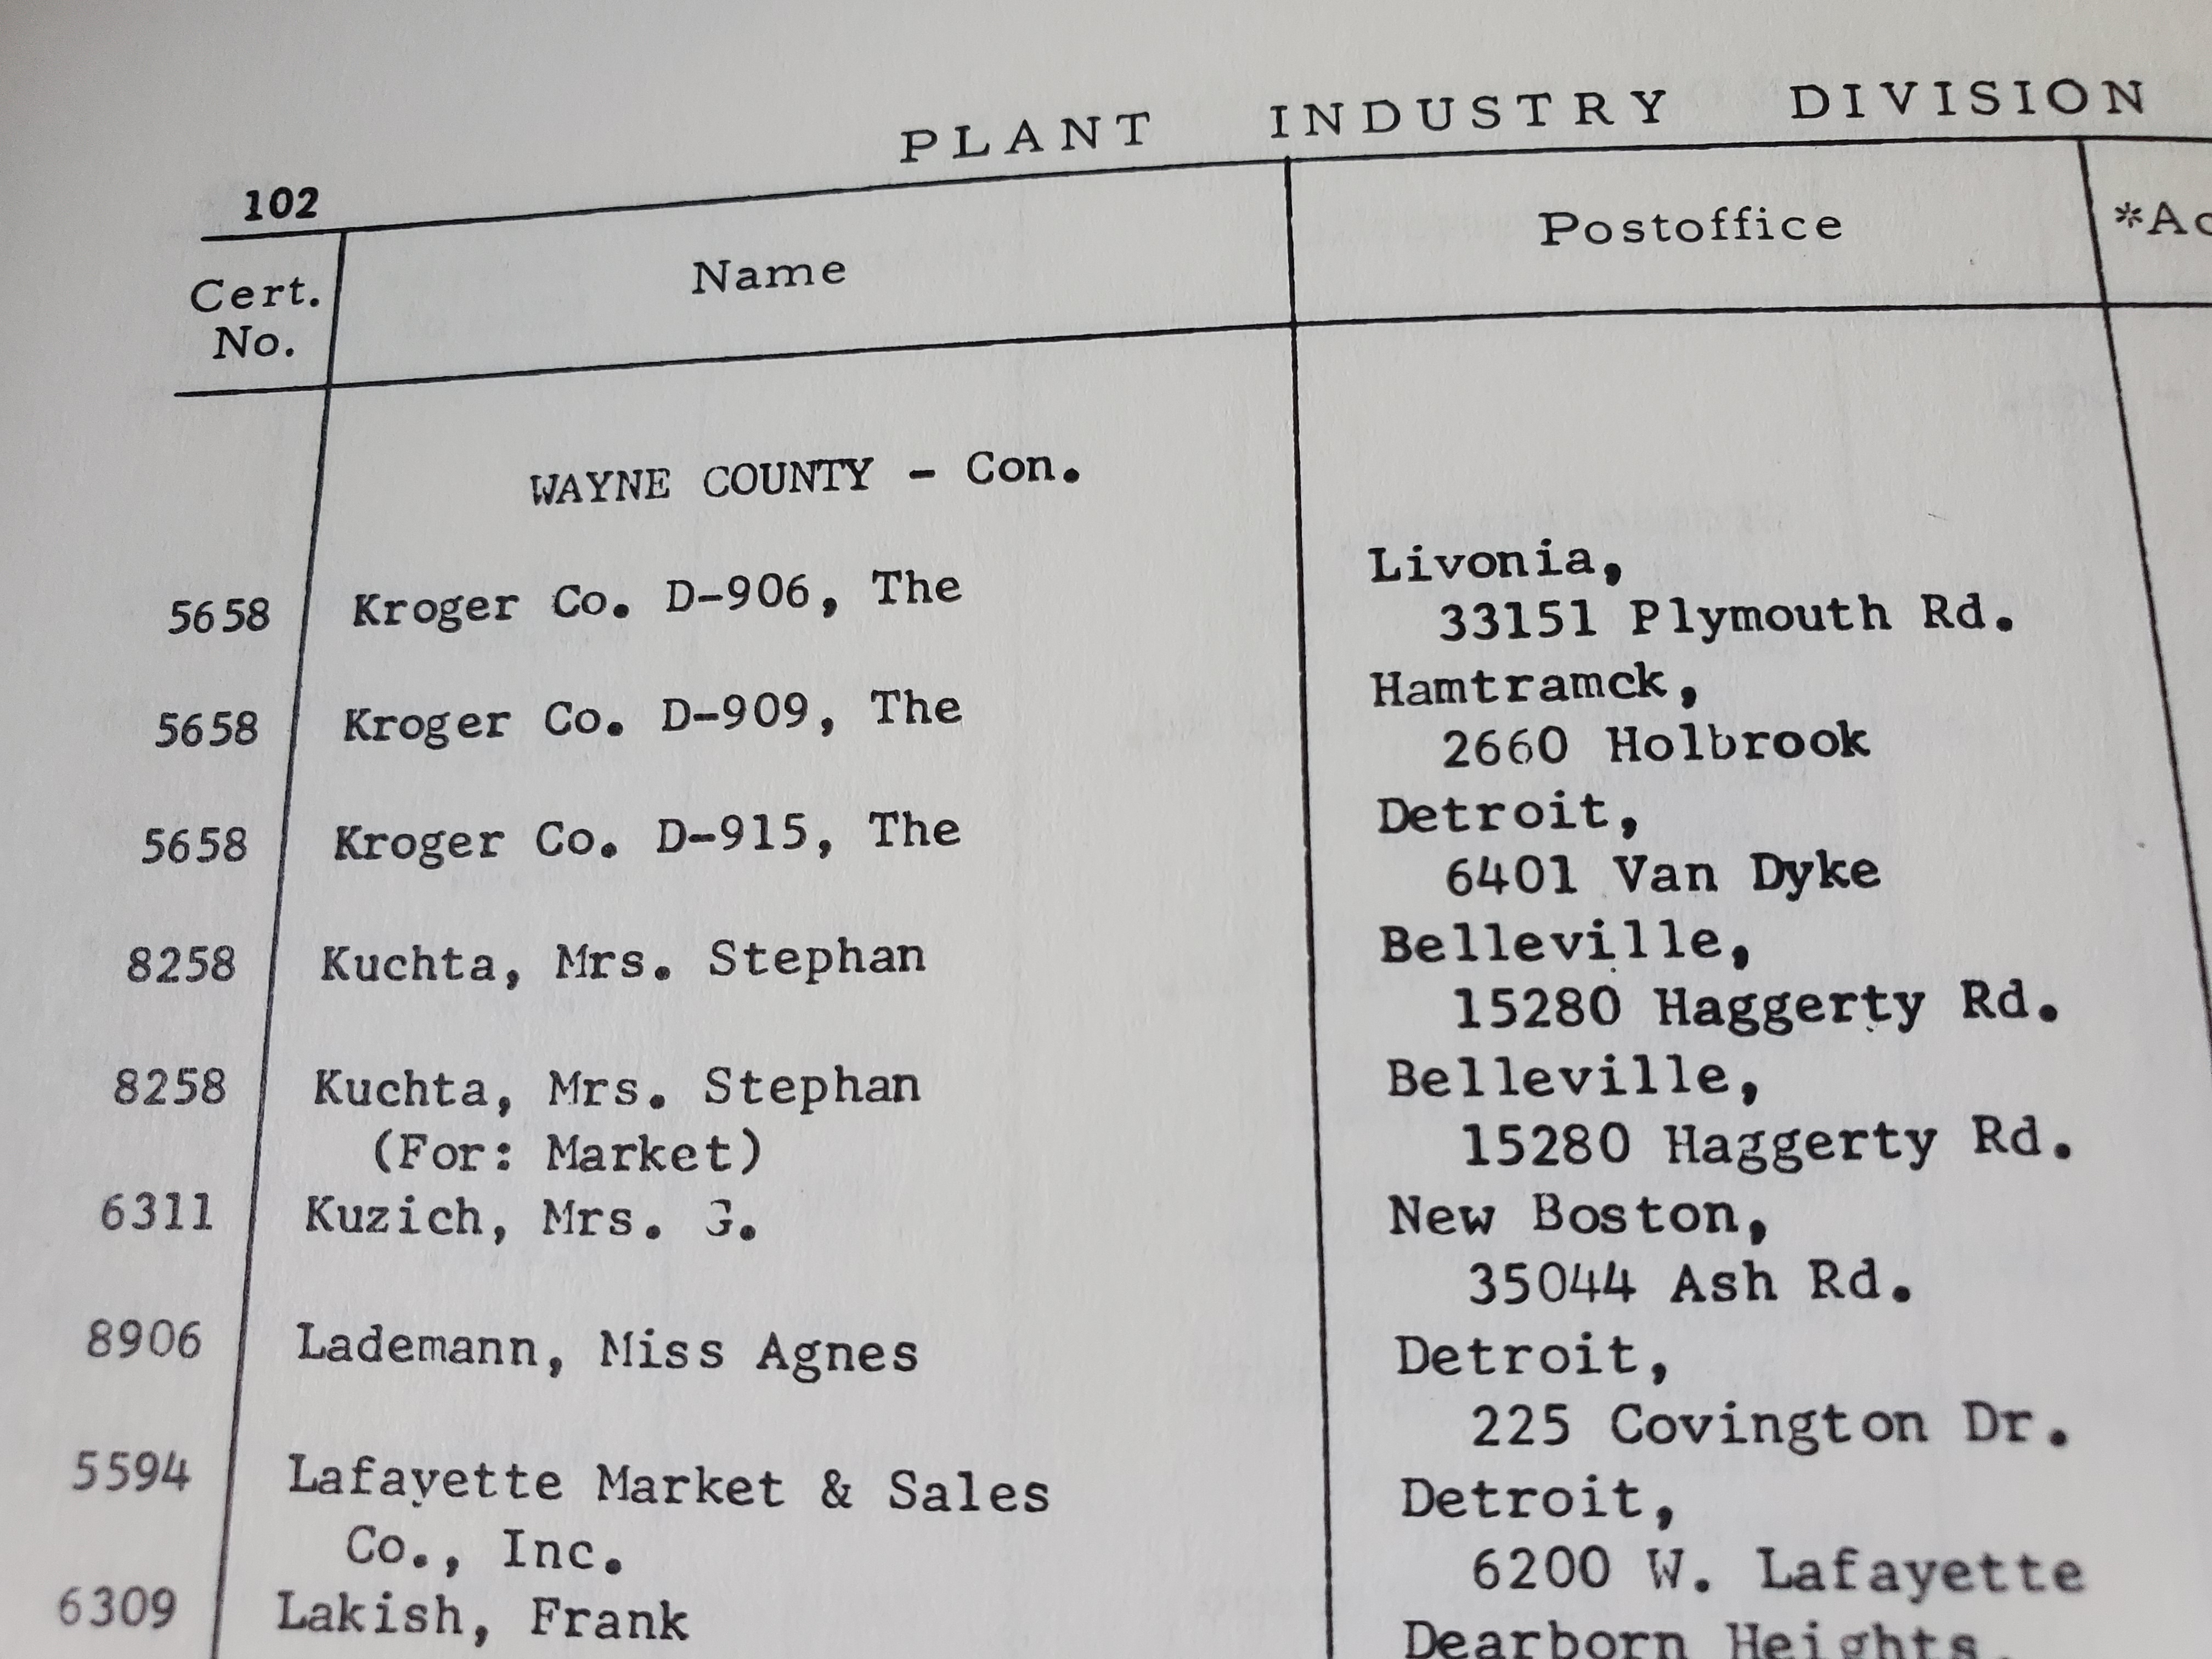 PLANT INDUSTRY DIVISION
102
Cert. No.
Name
Postoffice
*Ac
WAYNE COUNTY - Con.
5658 Kroger Co. D-906, The Livonia,
33151 Plymouth Rd.
5658 Kroger Co. D-909, The Hamtramck,
2660 Holbrook
5658 Kroger Co. D-915, The Detroit,
6401 Van Dyke
8258 Kuchta, Mrs. Stephan Belleville,
15280 Haggerty Rd.
8258 Kuchta, Mrs. Stephan Belleville,
(For: Market) 15280 Haggerty Rd.
6311 Kuzich, Mrs. G. New Boston,
35044 Ash Rd.
8906 Lademann, Miss Agnes Detroit,
225 Covington Dr.
5594 Lafayette Market & Sales Detroit,
Co., Inc. 6200 W. Lafayette
6309 Lakish, Frank Dearborn Heights,